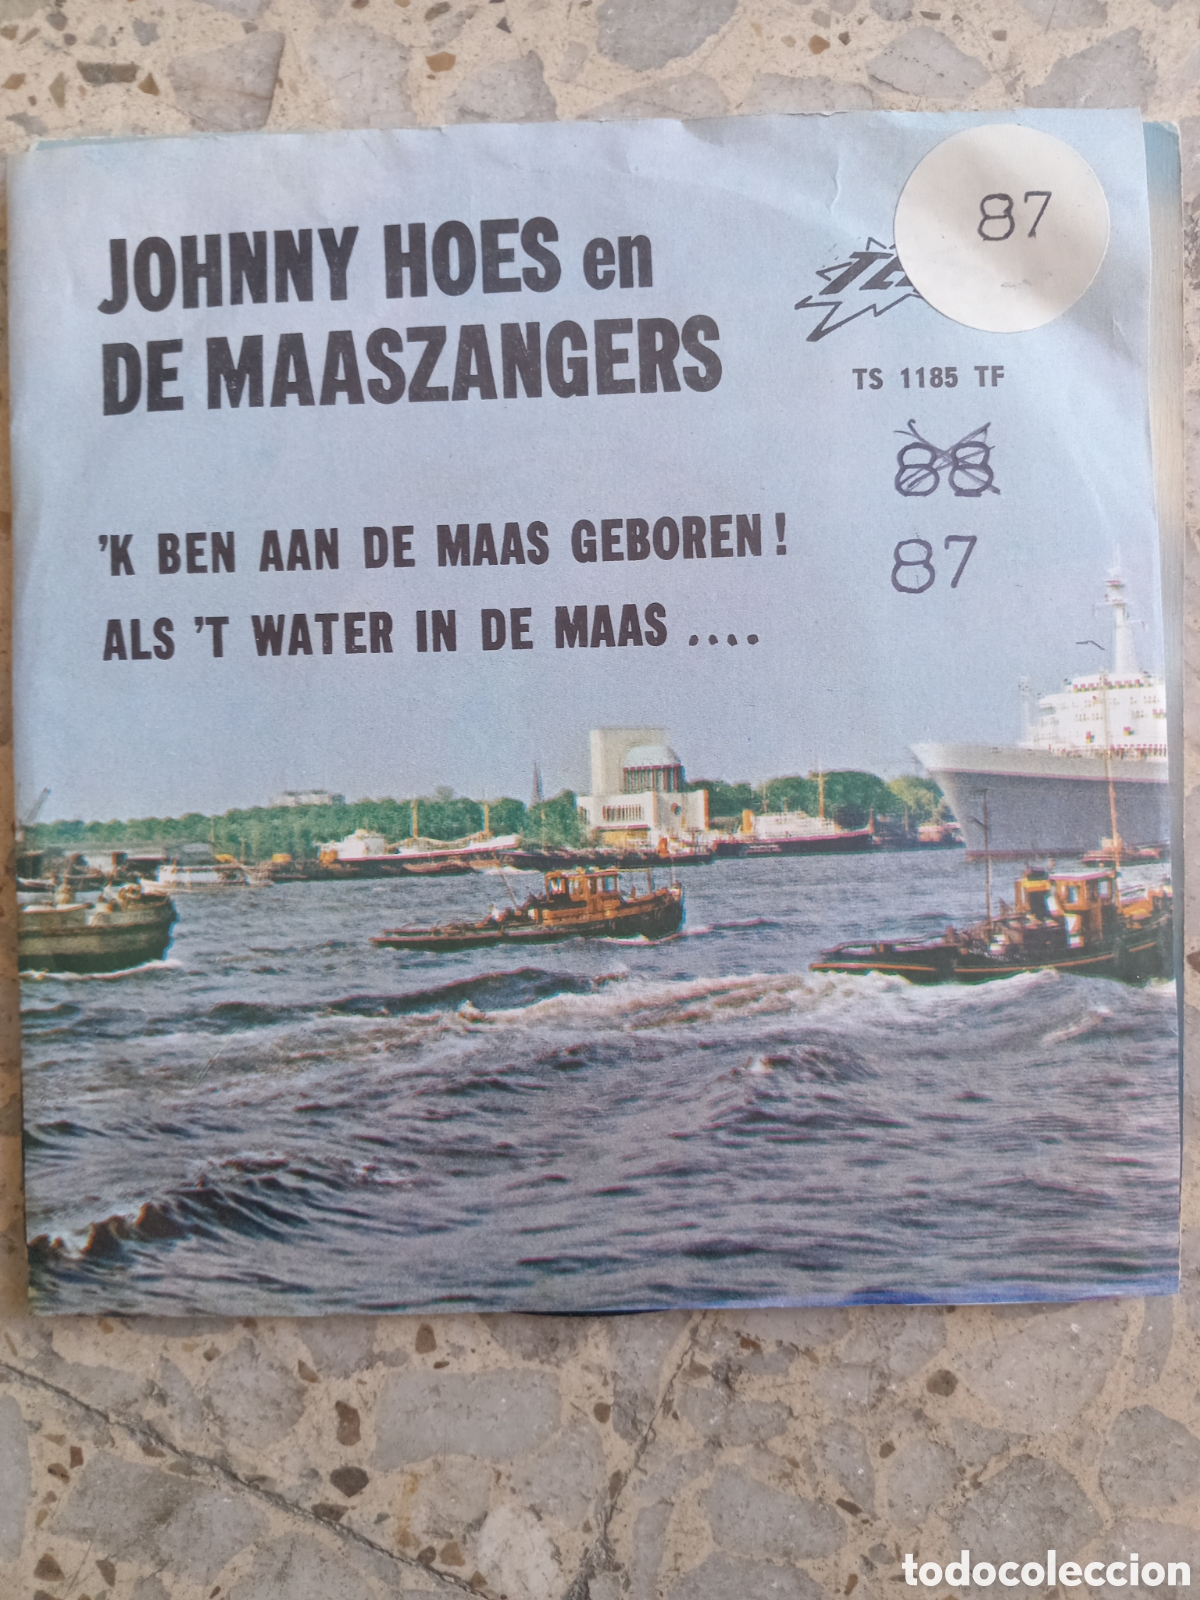 87
JOHNNY HOES en
DE MAASZANGERS
TS 1185 TF
88
'K BEN AAN DE MAAS GEBOREN!
87
ALS 'T WATER IN DE MAAS ....
todocoleccion